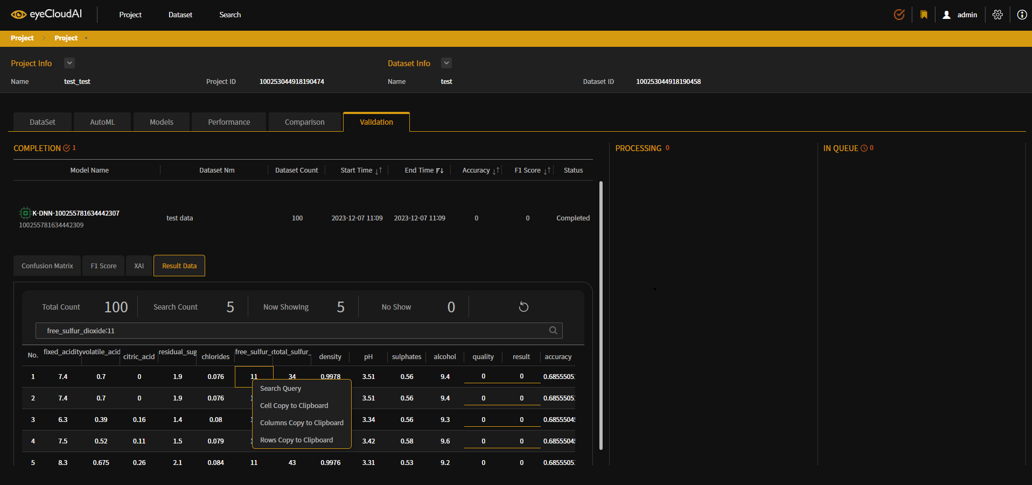 eyeCloudAI Project Dataset Search admin
Project Project
Project Info Dataset Info
Name test_test Project ID 100253044918190474 Name test Dataset ID 100253044918190458
DataSet AutoML Models Performance Comparison Validation
COMPLETION 1 PROCESSING 0 IN QUEUE 0
Model Name Dataset Nm Dataset Count Start Time End Time Accuracy F1 Score Status
K-DNN-100255781634442307
100255781634442309
test data 100 2023-12-07 11:09 2023-12-07 11:09 0 0 Completed
Confusion Matrix F1 Score XAI Result Data
Total Count 100 Search Count 5 Now Showing 5 No Show 0
free_sulfur_dioxide:11
No. fixed_acidity volatile_acid citric_acid residual_sug chlorides free_sulfur_ total_sulfur_ density pH sulphates alcohol quality result accuracy
1 7.4 0.7 0 1.9 0.076 11 34 0.9978 3.51 0.56 9.4 0 0 0.6855505
2 7.4 0.7 0 1.9 0.076 3.51 0.56 9.4 0 0 0.6855505
3 6.3 0.39 0.16 1.4 0.08 3.34 0.56 9.3 0 0 0.6855504
4 7.5 0.52 0.11 1.5 0.079 3.42 0.58 9.6 0 0 0.6855504
5 8.3 0.675 0.26 2.1 0.084 11 43 0.9976 3.31 0.53 9.2 0 0 0.6855505
Search Query
Cell Copy to Clipboard
Columns Copy to Clipboard
Rows Copy to Clipboard